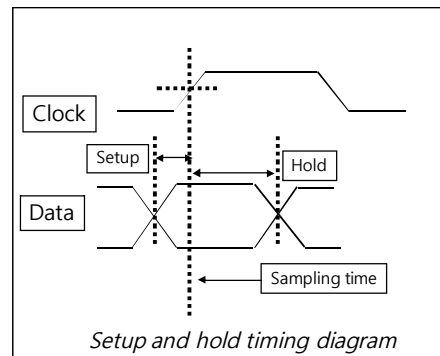 Clock
Setup
Hold
Data
Sampling time
Setup and hold timing diagram